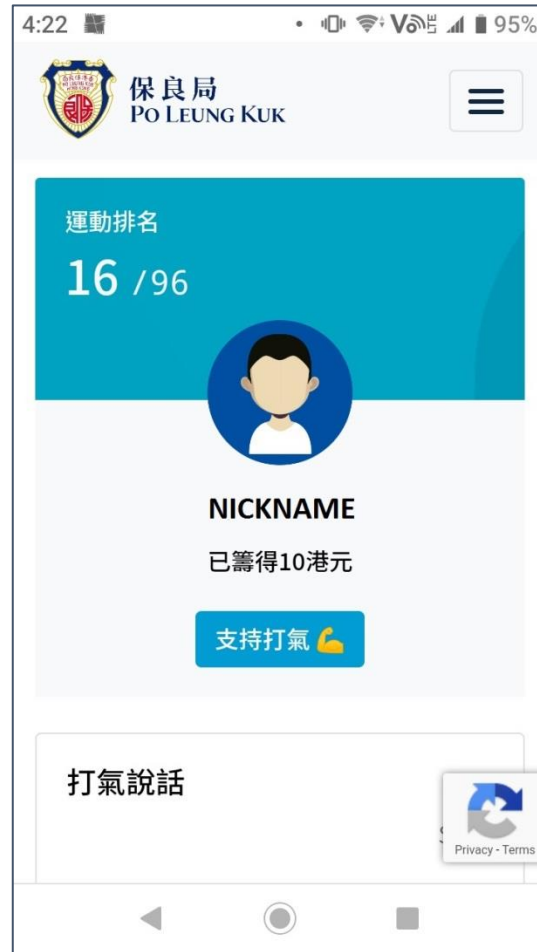 4:22
VoLTE
95%
保良局
PO LEUNG KUK
運動排名
16 /96
NICKNAME
已籌得10港元
支持打氣
打氣說話
Privacy - Terms